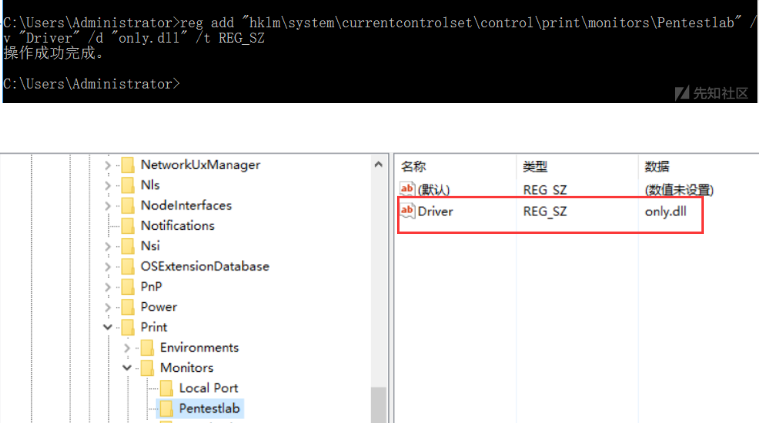 C:\Users\Administrator>reg add "hklm\system\currentcontrolset\control\print\monitors\Pentestlab" /
v "Driver" /d "only.dll" /t REG_SZ
操作成功完成。
C:\Users\Administrator>
先知社区
NetworkUxManager
Nls
NodeInterfaces
Notifications
Nsi
OSExtensionDatabase
PnP
Power
Print
Environments
Monitors
Local Port
Pentestlab
名称 类型 数据
ab (默认) REG_SZ (数值未设置)
ab Driver REG_SZ only.dll